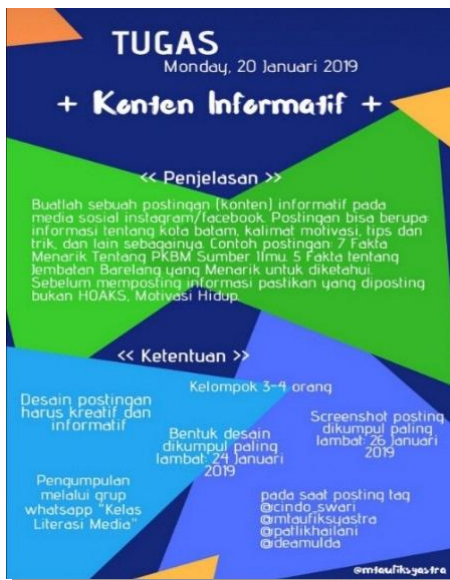 TUGAS
Monday, 20 Januari 2019
+ Konten Informatif +
<< Penjelasan >>
Buatlah sebuah postingan (konten) informatif pada
media sosial instagram/facebook. Postingan bisa berupa:
informasi tentang kota batam, kalimat motivasi, tips dan
trik, dan lain sebagainya. Contoh postingan: 7 Fakta
Menarik Tentang PKBM Sumber Ilmu. 5 Fakta tentang
Jembatan Barelang yang Menarik untuk diketahui.
Sebelum memposting informasi pastikan yang diposting
bukan HOAKS, Motivasi Hidup.
<< Ketentuan >>
Kelompok 3-4 orang
Desain postingan
harus kreatif dan
informatif
Bentuk desain
dikumpul paling
lambat: 24 Januari
2019
Screenshot posting
dikumpul paling
lambat: 26 Januari
2019
Pengumpulan
melalui grup
whatsapp "Kelas
Literasi Media"
pada saat posting tag
@cindo_swari
@mtaufiksyastra
@patlikhailani
@ideamulda
@mtaufiksyastra